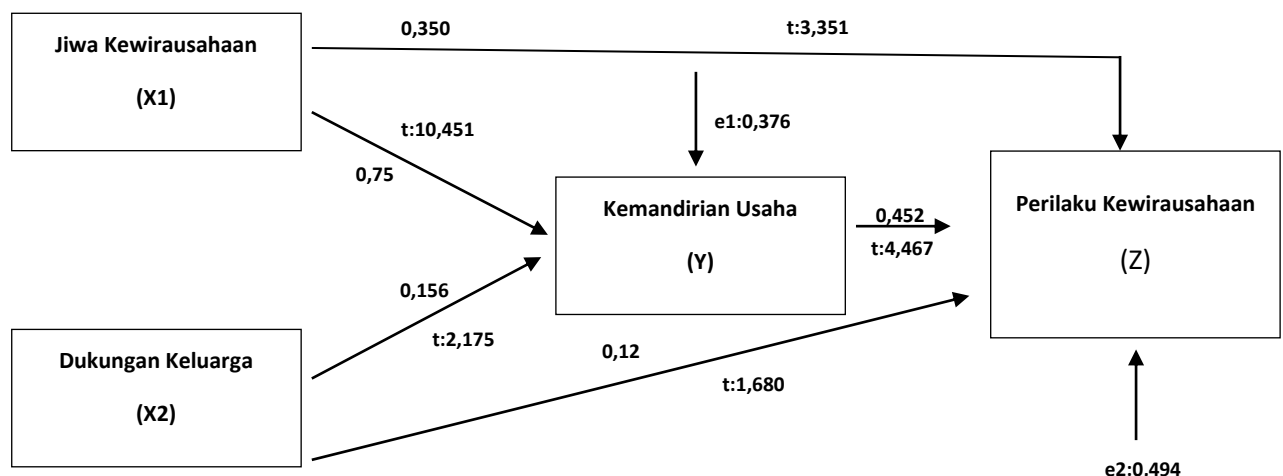 0,350
t:3,351
Jiwa Kewirausahaan
(X1)
t:10,451
e1:0,376
0,75
Kemandirian Usaha
(Y)
0,452
t:4,467
Perilaku Kewirausahaan
(Z)
0,156
t:2,175
Dukungan Keluarga
(X2)
0,12
t:1,680
e2:0,494